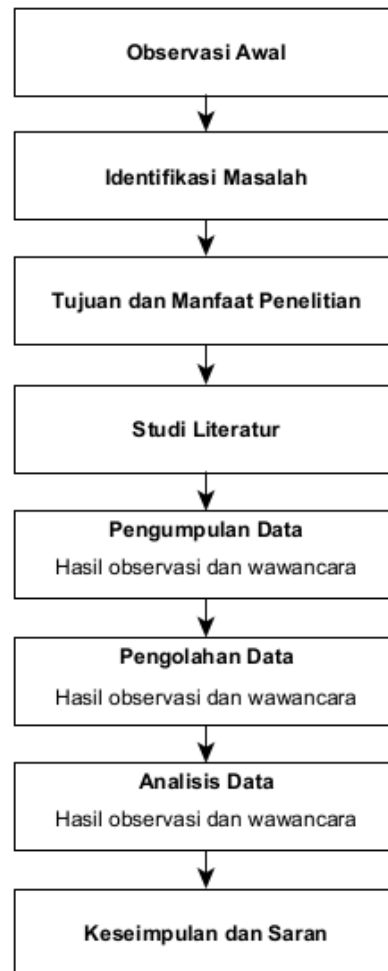 Observasi Awal
Identifikasi Masalah
Tujuan dan Manfaat Penelitian
Studi Literatur
Pengumpulan Data
Hasil observasi dan wawancara
Pengolahan Data
Hasil observasi dan wawancara
Analisis Data
Hasil observasi dan wawancara
Keseimpulan dan Saran